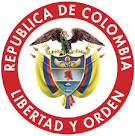 REPUBLICA DE COLOMBIA
LIBERTAD Y ORDEN